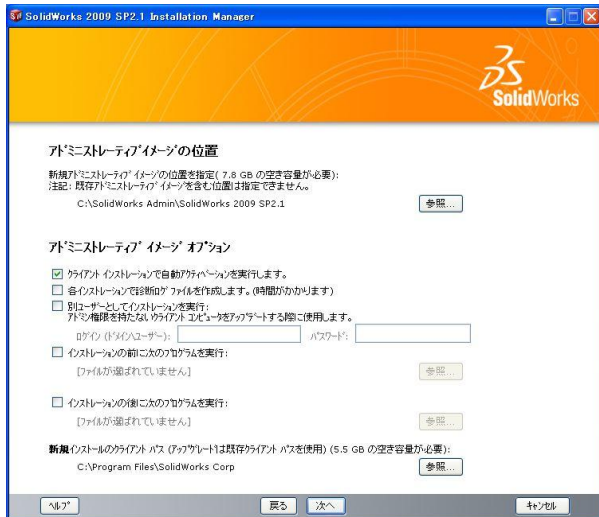 SolidWorks 2009 SP2.1 Installation Manager
SolidWorks
アドミニストレーティブイメージの位置
新規アドミニストレーティブ イメージの位置を指定( 7.8 GB の空き容量が必要):
注記: 既存アドミニストレーティブ イメージを含む位置は指定できません。
C:\SolidWorks Admin\SolidWorks 2009 SP2.1
参照...
アドミニストレーティブ イメージ オプション
クライアント インストレーションで自動アクティベーションを実行します。
各インストレーションで診断ログ ファイルを作成します。(時間がかかります)
別ユーザーとしてインストレーションを実行:
アドミン権限を持たないクライアント コンピュータをアップデートする際に使用します。
ログイン (ドメイン\ユーザー):
パスワード:
インストレーションの前に次のプログラムを実行:
[ファイルが選ばれていません]
参照...
インストレーションの後に次のプログラムを実行:
[ファイルが選ばれていません]
参照...
新規インストールのクライアント パス (アップグレートは既存クライアント パスを使用) (5.5 GB の空き容量が必要):
C:\Program Files\SolidWorks Corp
参照...
ヘルプ
戻る
次へ
キャンセル